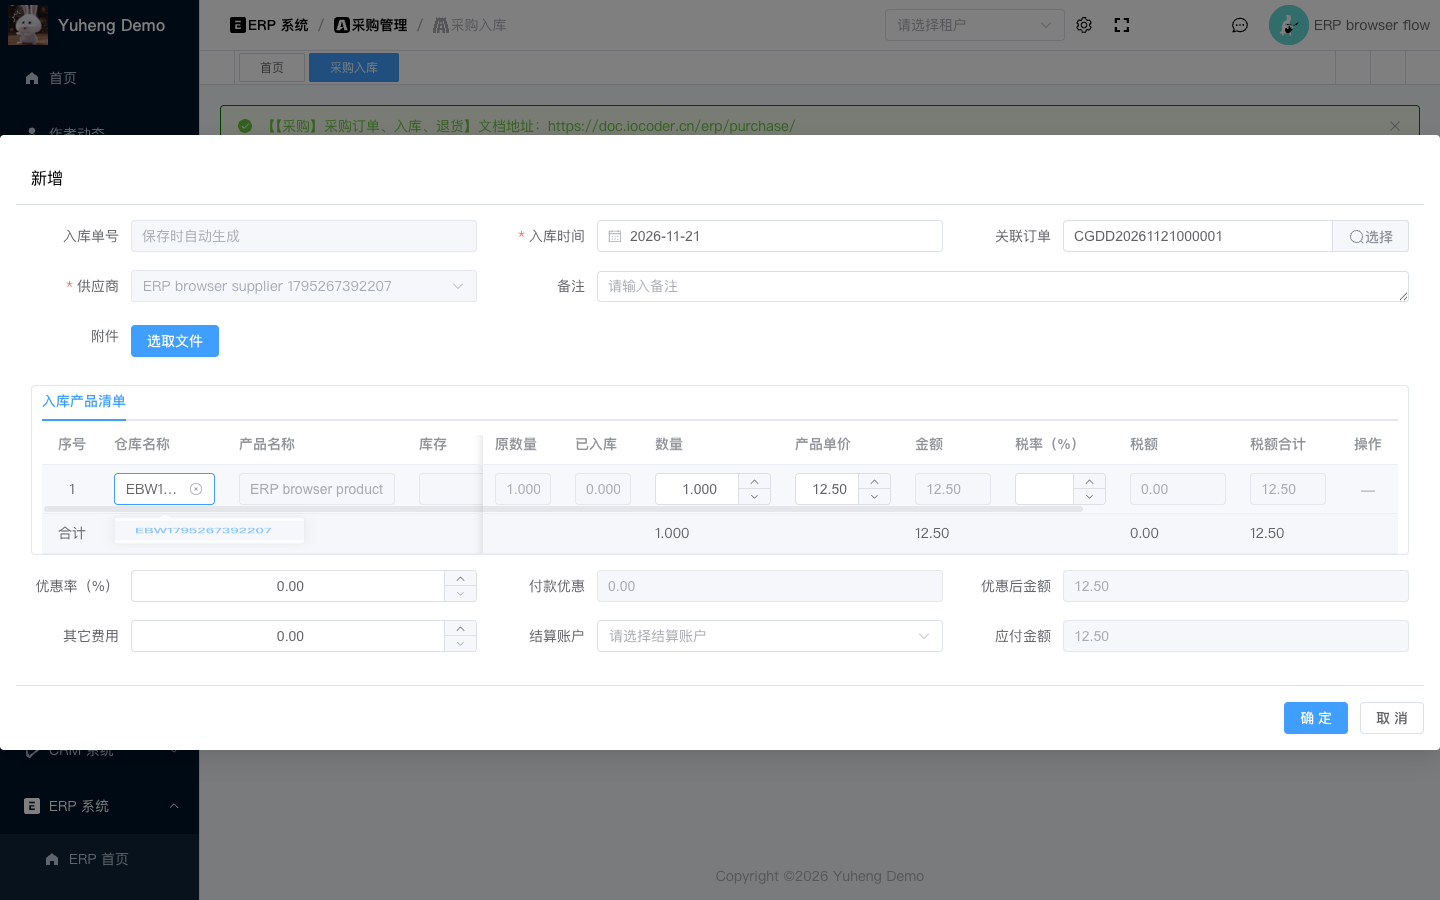 Yuheng Demo
ERP 系统 / 采购管理 / 采购入库
请选择租户
ERP browser flow
首页
首页
采购入库
作者动态
【【采购】采购订单、入库、退货】文档地址：https://doc.iocoder.cn/erp/purchase/
新增
入库单号
保存时自动生成
* 入库时间
2026-11-21
关联订单
CGDD20261121000001
选择
* 供应商
ERP browser supplier 1795267392207
备注
请输入备注
附件
选取文件
入库产品清单
序号 仓库名称 产品名称 库存 原数量 已入库 数量 产品单价 金额 税率（%） 税额 税额合计 操作
1 EBW1... ERP browser product 1.000 0.000 1.000 12.50 12.50 0.00 12.50 —
EBW1795267392207
合计 1.000 12.50 0.00 12.50
优惠率（%）
0.00
付款优惠
0.00
优惠后金额
12.50
其它费用
0.00
结算账户
请选择结算账户
应付金额
12.50
确 定
取 消
CRM 系统
ERP 系统
ERP 首页
Copyright ©2026 Yuheng Demo